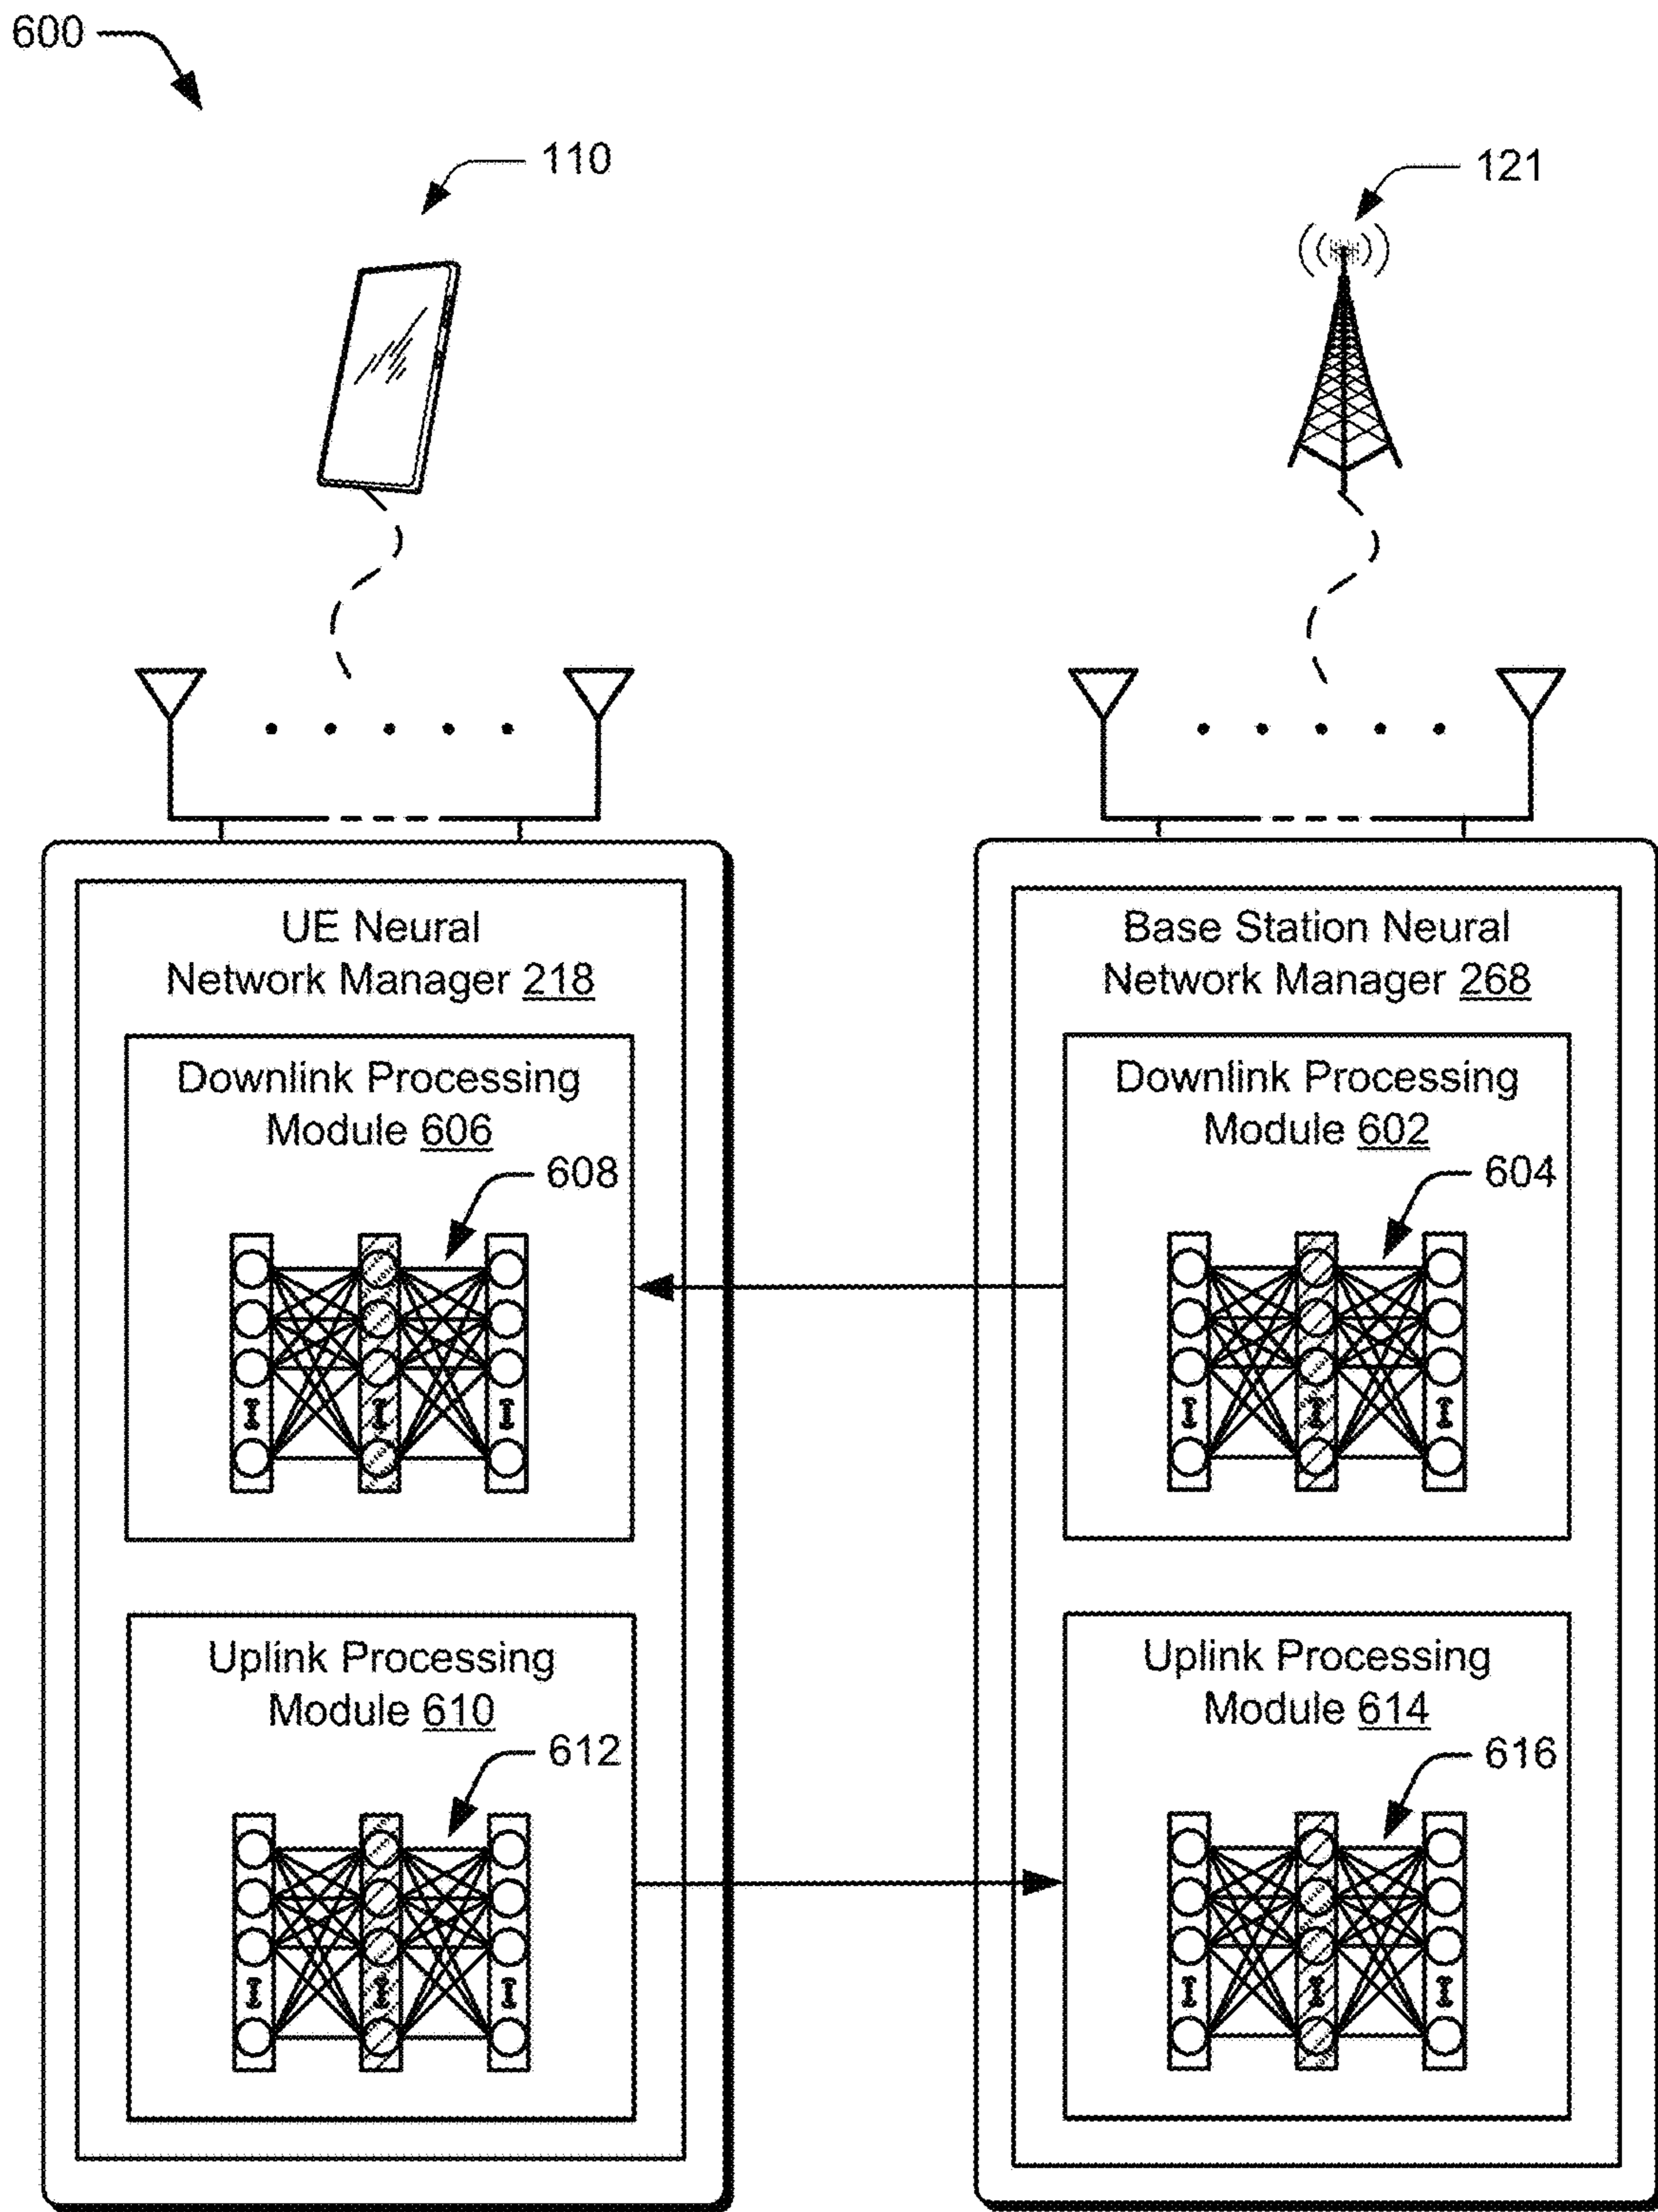 600
110
121
UE Neural
Network Manager 218
Downlink Processing
Module 606
608
Uplink Processing
Module 610
612
Base Station Neural
Network Manager 268
Downlink Processing
Module 602
604
Uplink Processing
Module 614
616